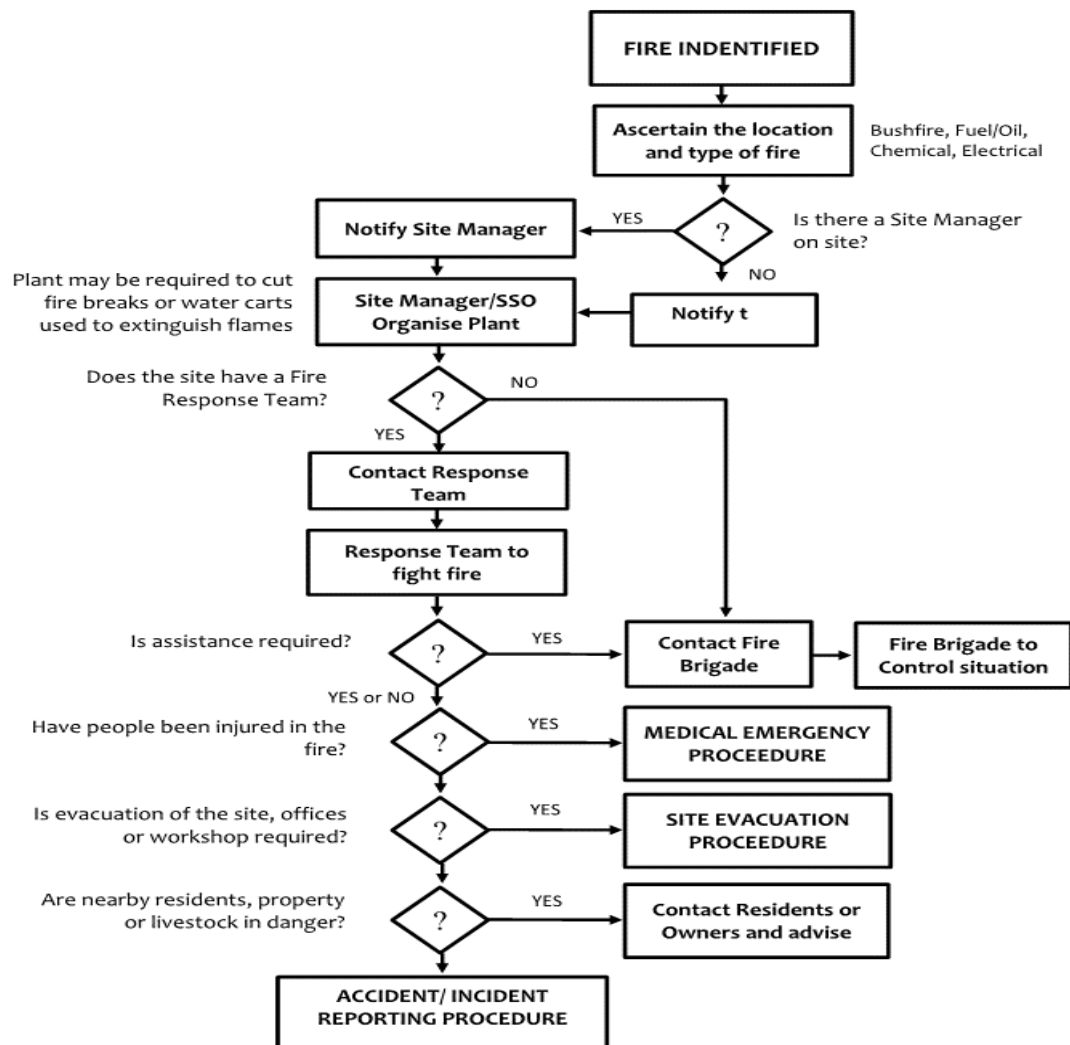 FIRE INDENTIFIED
Ascertain the location
and type of fire
Bushfire, Fuel/Oil,
Chemical, Electrical
?
Is there a Site Manager
on site?
YES
NO
Notify Site Manager
Notify t
Plant may be required to cut
fire breaks or water carts
used to extinguish flames
Site Manager/SSO
Organise Plant
Does the site have a Fire
Response Team?
?
NO
YES
Contact Response
Team
Response Team to
fight fire
Is assistance required?
?
YES
Contact Fire
Brigade
Fire Brigade to
Control situation
YES or NO
Have people been injured in the
fire?
?
YES
MEDICAL EMERGENCY
PROCEEDURE
Is evacuation of the site, offices
or workshop required?
?
YES
SITE EVACUATION
PROCEEDURE
Are nearby residents, property
or livestock in danger?
?
YES
Contact Residents or
Owners and advise
ACCIDENT/ INCIDENT
REPORTING PROCEDURE